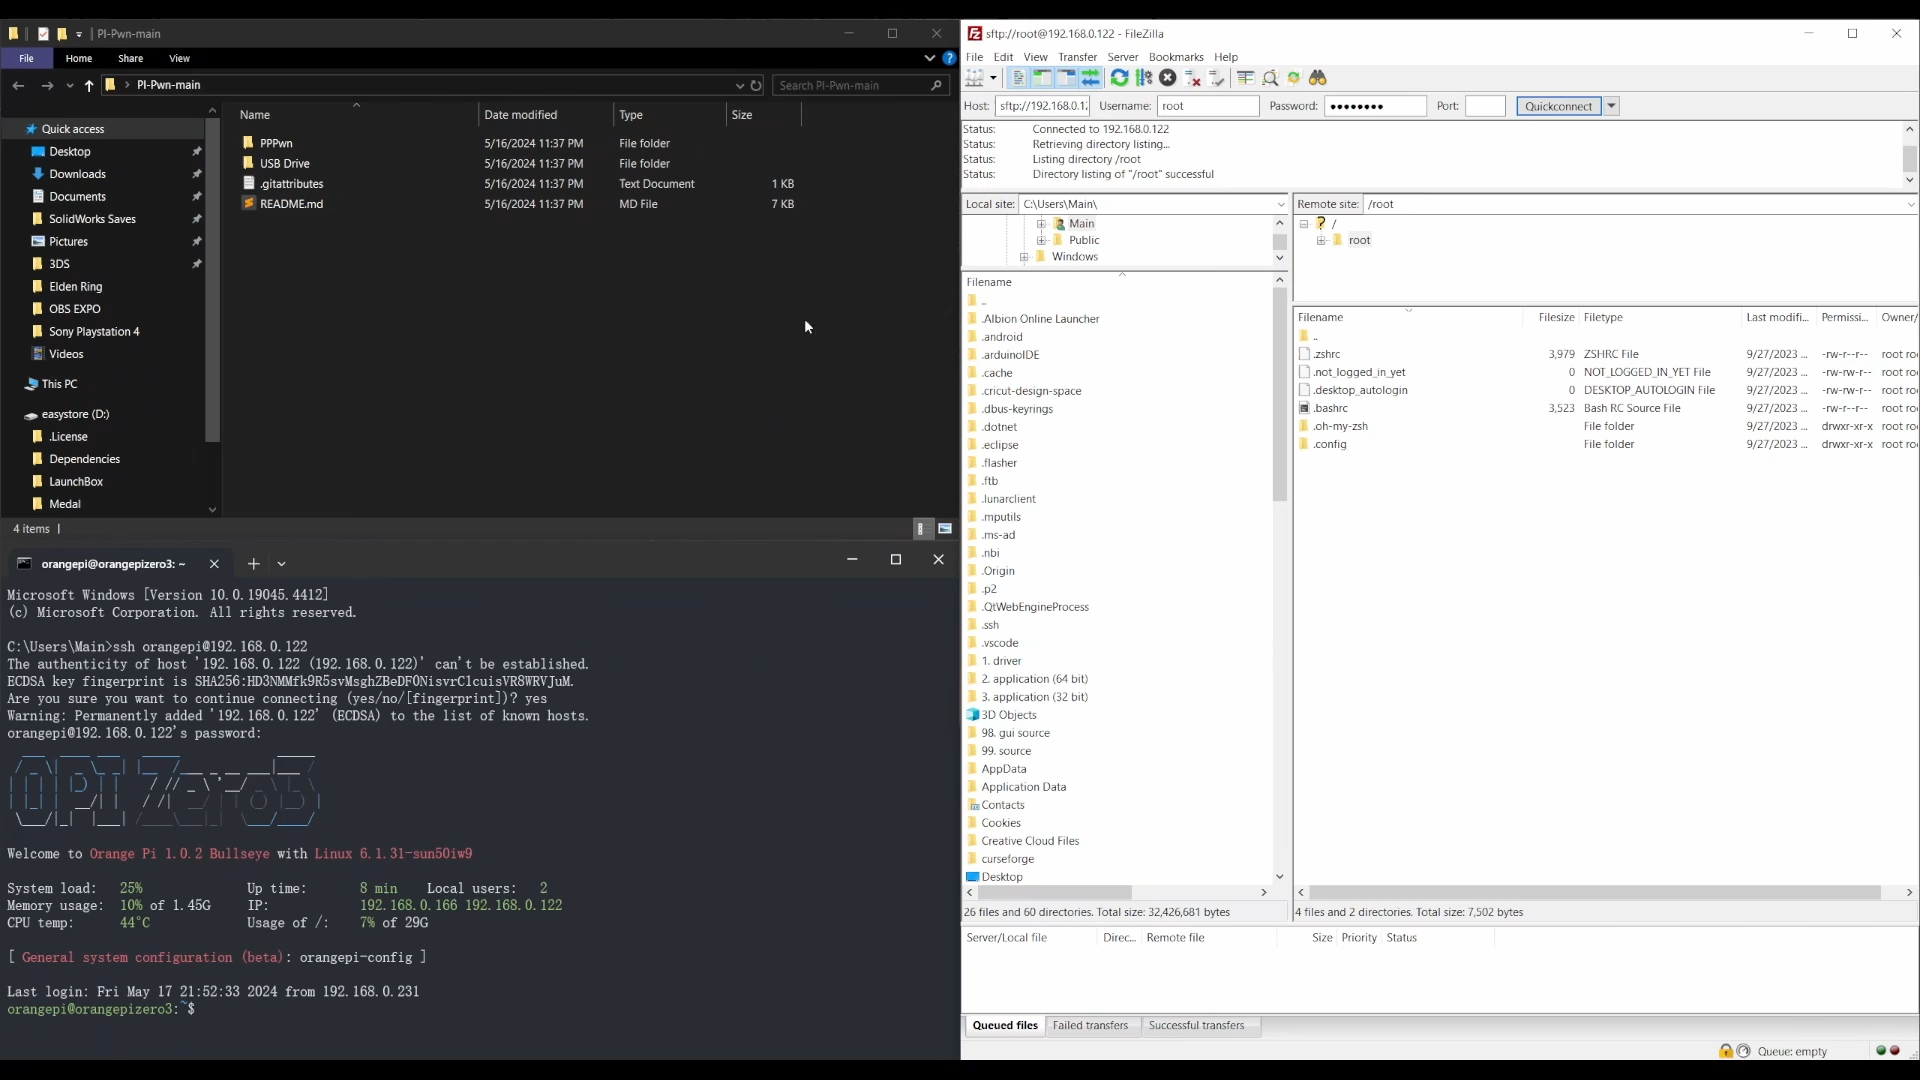 PI-Pwn-main
File
Home
Share
View
PI-Pwn-main
Search PI-Pwn-main
Quick access
Desktop
Downloads
Documents
SolidWorks Saves
Pictures
3DS
Elden Ring
OBS EXPO
Sony Playstation 4
Videos
This PC
easystore (D:)
.License
Dependencies
LaunchBox
Medal
Name Date modified Type Size
PPPwn 5/16/2024 11:37 PM File folder
USB Drive 5/16/2024 11:37 PM File folder
.gitattributes 5/16/2024 11:37 PM Text Document 1 KB
README.md 5/16/2024 11:37 PM MD File 7 KB
4 items
orangepi@orangepizero3: ~
Microsoft Windows [Version 10.0.19045.4412]
(c) Microsoft Corporation. All rights reserved.
C:\Users\Main>ssh orangepi@192.168.0.122
The authenticity of host '192.168.0.122 (192.168.0.122)' can't be established.
ECDSA key fingerprint is SHA256:HD3NMMfk9R5svMsghZBeDF0NisvrClcuisVR8WRVJuM.
Are you sure you want to continue connecting (yes/no/[fingerprint])? yes
Warning: Permanently added '192.168.0.122' (ECDSA) to the list of known hosts.
orangepi@192.168.0.122's password:
OPI Zero3
Welcome to Orange Pi 1.0.2 Bullseye with Linux 6.1.31-sun50iw9
System load: 25% Up time: 8 min Local users: 2
Memory usage: 10% of 1.45G IP: 192.168.0.166 192.168.0.122
CPU temp: 44°C Usage of /: 7% of 29G
[ General system configuration (beta): orangepi-config ]
Last login: Fri May 17 21:52:33 2024 from 192.168.0.231
orangepi@orangepizero3:~$
sftp://root@192.168.0.122 - FileZilla
File Edit View Transfer Server Bookmarks Help
Host: sftp://192.168.0.1 Username: root Password: ●●●●●●●● Port: Quickconnect
Status: Connected to 192.168.0.122
Status: Retrieving directory listing...
Status: Listing directory /root
Status: Directory listing of "/root" successful
Local site: C:\Users\Main\
Main
Public
Windows
Filename
..
.Albion Online Launcher
.android
.arduinoIDE
.cache
.cricut-design-space
.dbus-keyrings
.dotnet
.eclipse
.flasher
.ftb
.lunarclient
.mputils
.ms-ad
.nbi
.Origin
.p2
.QtWebEngineProcess
.ssh
.vscode
1. driver
2. application (64 bit)
3. application (32 bit)
3D Objects
98. gui source
99. source
AppData
Application Data
Contacts
Cookies
Creative Cloud Files
curseforge
Desktop
26 files and 60 directories. Total size: 32,426,681 bytes
Remote site: /root
/
root
Filename Filesize Filetype Last modifi... Permissi... Owner/
..
.zshrc 3,979 ZSHRC File 9/27/2023 ... -rw-r--r-- root ro
.not_logged_in_yet 0 NOT_LOGGED_IN_YET File 9/27/2023 ... -rw-rw-r-- root ro
.desktop_autologin 0 DESKTOP_AUTOLOGIN File 9/27/2023 ... -rw-rw-r-- root ro
.bashrc 3,523 Bash RC Source File 9/27/2023 ... -rw-r--r-- root ro
.oh-my-zsh File folder 9/27/2023 ... drwxr-xr-x root ro
.config File folder 9/27/2023 ... drwxr-xr-x root ro
4 files and 2 directories. Total size: 7,502 bytes
Server/Local file Direc... Remote file Size Priority Status
Queued files Failed transfers Successful transfers
Queue: empty